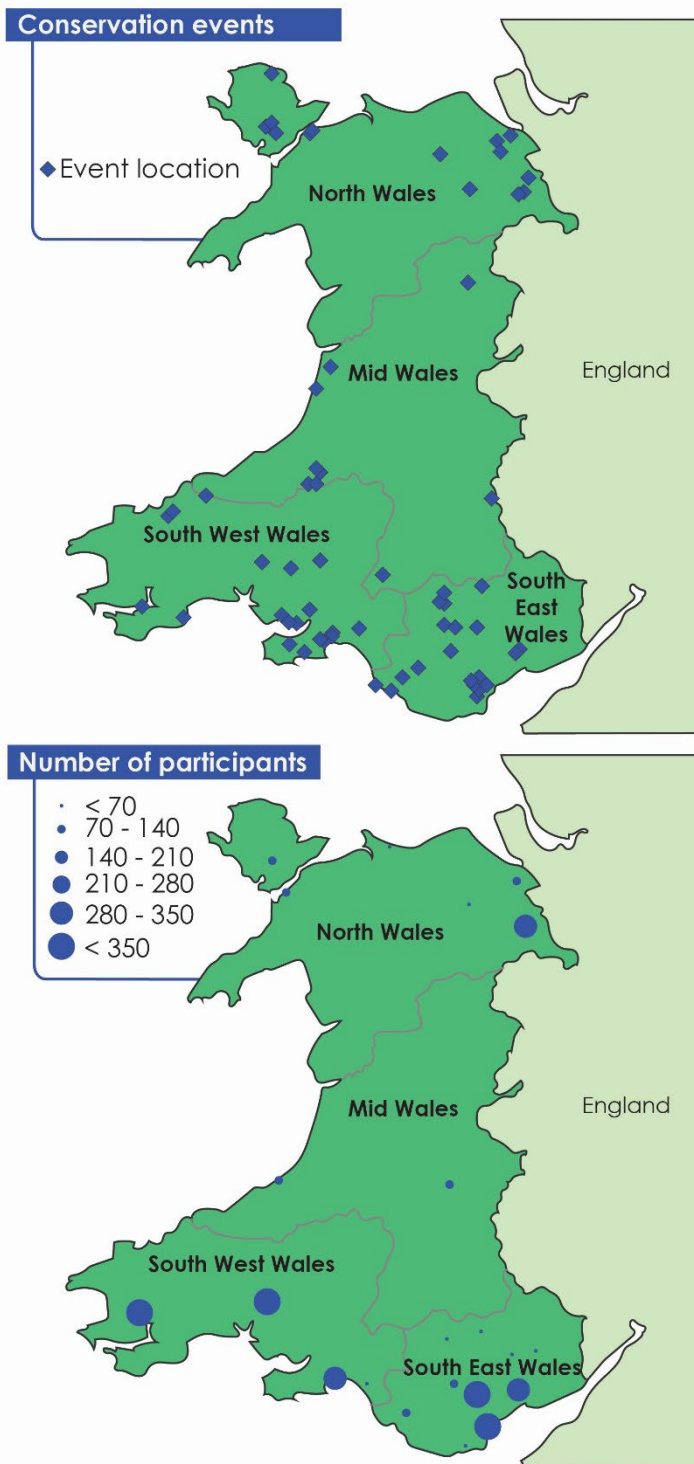 Conservation events
Event location
North Wales
Mid Wales
England
South West Wales
South
East
Wales
Number of participants
< 70
70 - 140
140 - 210
210 - 280
280 - 350
< 350
North Wales
Mid Wales
England
South West Wales
South East Wales